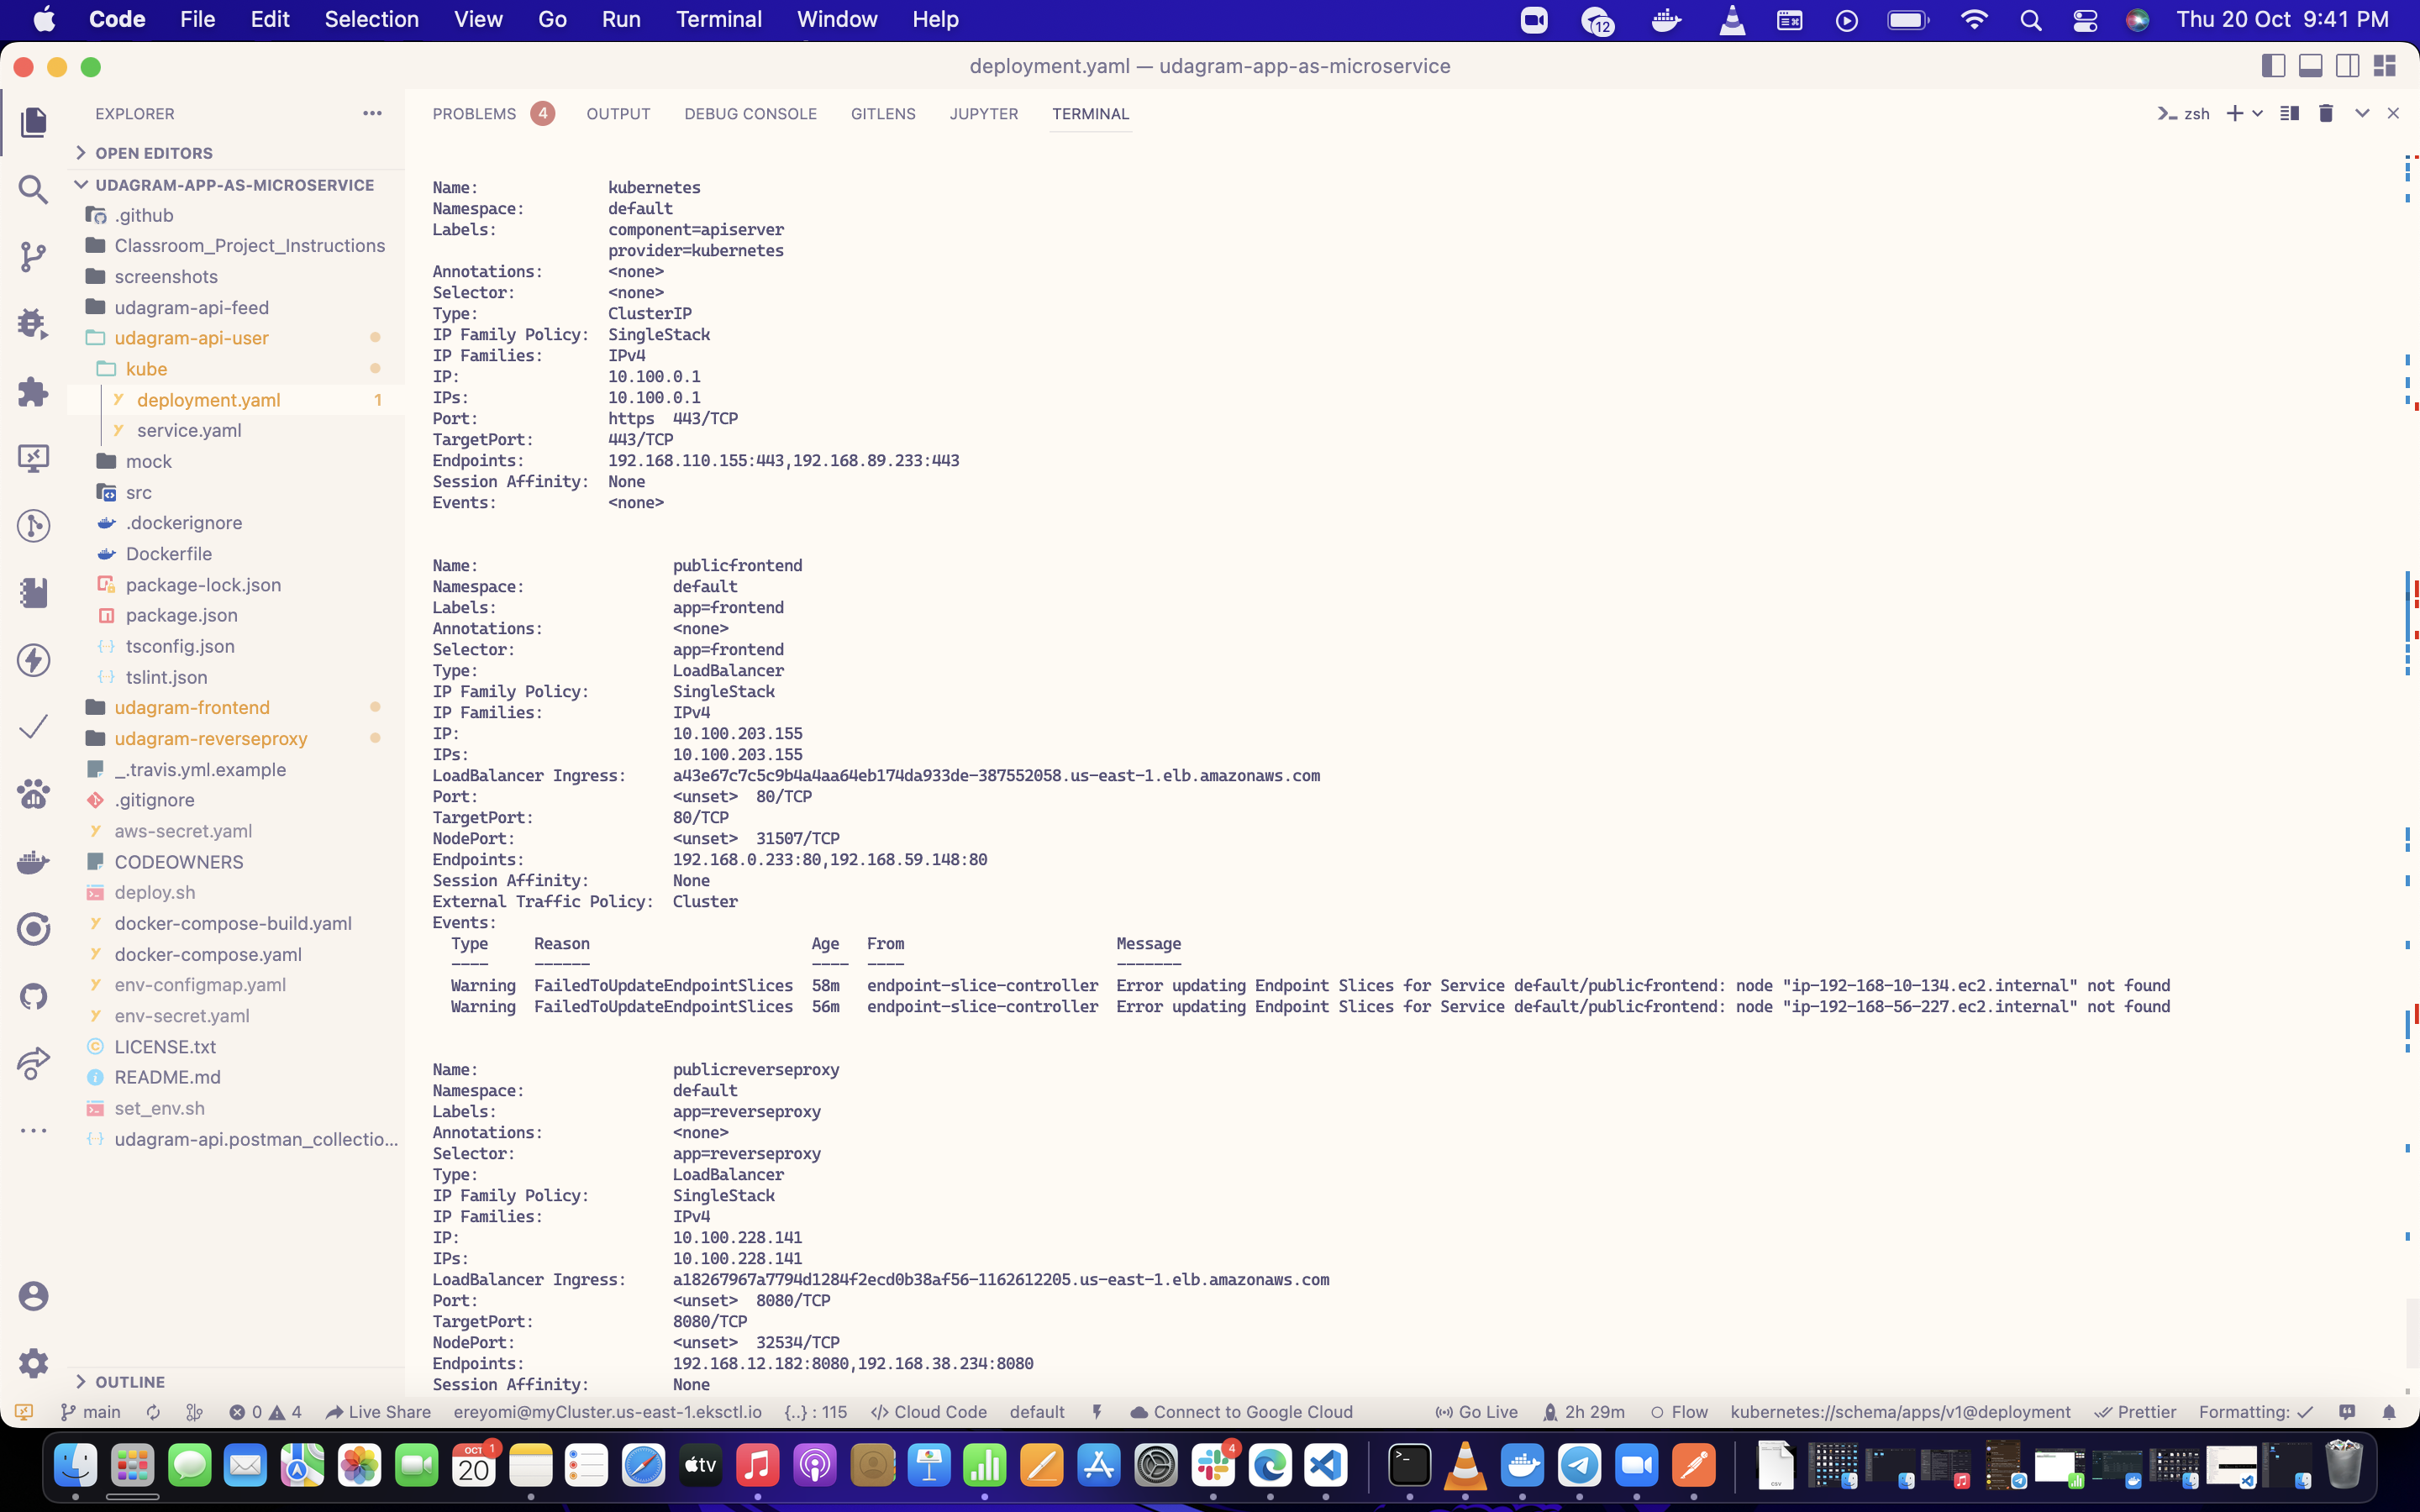 Code File Edit Selection View Go Run Terminal Window Help 12 Thu 20 Oct 9:41 PM
deployment.yaml — udagram-app-as-microservice
EXPLORER
OPEN EDITORS
UDAGRAM-APP-AS-MICROSERVICE
.github
Classroom_Project_Instructions
screenshots
udagram-api-feed
udagram-api-user
kube
deployment.yaml 1
service.yaml
mock
src
.dockerignore
Dockerfile
package-lock.json
package.json
tsconfig.json
tslint.json
udagram-frontend
udagram-reverseproxy
_.travis.yml.example
.gitignore
aws-secret.yaml
CODEOWNERS
deploy.sh
docker-compose-build.yaml
docker-compose.yaml
env-configmap.yaml
env-secret.yaml
LICENSE.txt
README.md
set_env.sh
udagram-api.postman_collectio...
OUTLINE
PROBLEMS 4 OUTPUT DEBUG CONSOLE GITLENS JUPYTER TERMINAL zsh
Name: kubernetes
Namespace: default
Labels: component=apiserver
provider=kubernetes
Annotations: <none>
Selector: <none>
Type: ClusterIP
IP Family Policy: SingleStack
IP Families: IPv4
IP: 10.100.0.1
IPs: 10.100.0.1
Port: https 443/TCP
TargetPort: 443/TCP
Endpoints: 192.168.110.155:443,192.168.89.233:443
Session Affinity: None
Events: <none>
Name: publicfrontend
Namespace: default
Labels: app=frontend
Annotations: <none>
Selector: app=frontend
Type: LoadBalancer
IP Family Policy: SingleStack
IP Families: IPv4
IP: 10.100.203.155
IPs: 10.100.203.155
LoadBalancer Ingress: a43e67c7c5c9b4a4aa64eb174da933de-387552058.us-east-1.elb.amazonaws.com
Port: <unset> 80/TCP
TargetPort: 80/TCP
NodePort: <unset> 31507/TCP
Endpoints: 192.168.0.233:80,192.168.59.148:80
Session Affinity: None
External Traffic Policy: Cluster
Events:
Type Reason Age From Message
---- ------ ---- ---- -------
Warning FailedToUpdateEndpointSlices 58m endpoint-slice-controller Error updating Endpoint Slices for Service default/publicfrontend: node "ip-192-168-10-134.ec2.internal" not found
Warning FailedToUpdateEndpointSlices 56m endpoint-slice-controller Error updating Endpoint Slices for Service default/publicfrontend: node "ip-192-168-56-227.ec2.internal" not found
Name: publicreverseproxy
Namespace: default
Labels: app=reverseproxy
Annotations: <none>
Selector: app=reverseproxy
Type: LoadBalancer
IP Family Policy: SingleStack
IP Families: IPv4
IP: 10.100.228.141
IPs: 10.100.228.141
LoadBalancer Ingress: a18267967a7794d1284f2ecd0b38af56-1162612205.us-east-1.elb.amazonaws.com
Port: <unset> 8080/TCP
TargetPort: 8080/TCP
NodePort: <unset> 32534/TCP
Endpoints: 192.168.12.182:8080,192.168.38.234:8080
Session Affinity: None
main 0 4 Live Share ereyomi@myCluster.us-east-1.eksctl.io {..} : 115 Cloud Code default Connect to Google Cloud Go Live 2h 29m Flow kubernetes://schema/apps/v1@deployment Prettier Formatting:
OCT 1 20 tv 4 CSV